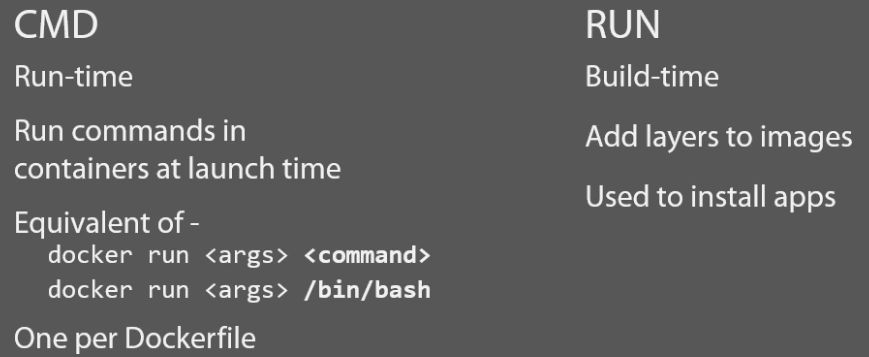 CMD
Run-time
Run commands in
containers at launch time
Equivalent of -
docker run <args> <command>
docker run <args> /bin/bash
One per Dockerfile
RUN
Build-time
Add layers to images
Used to install apps